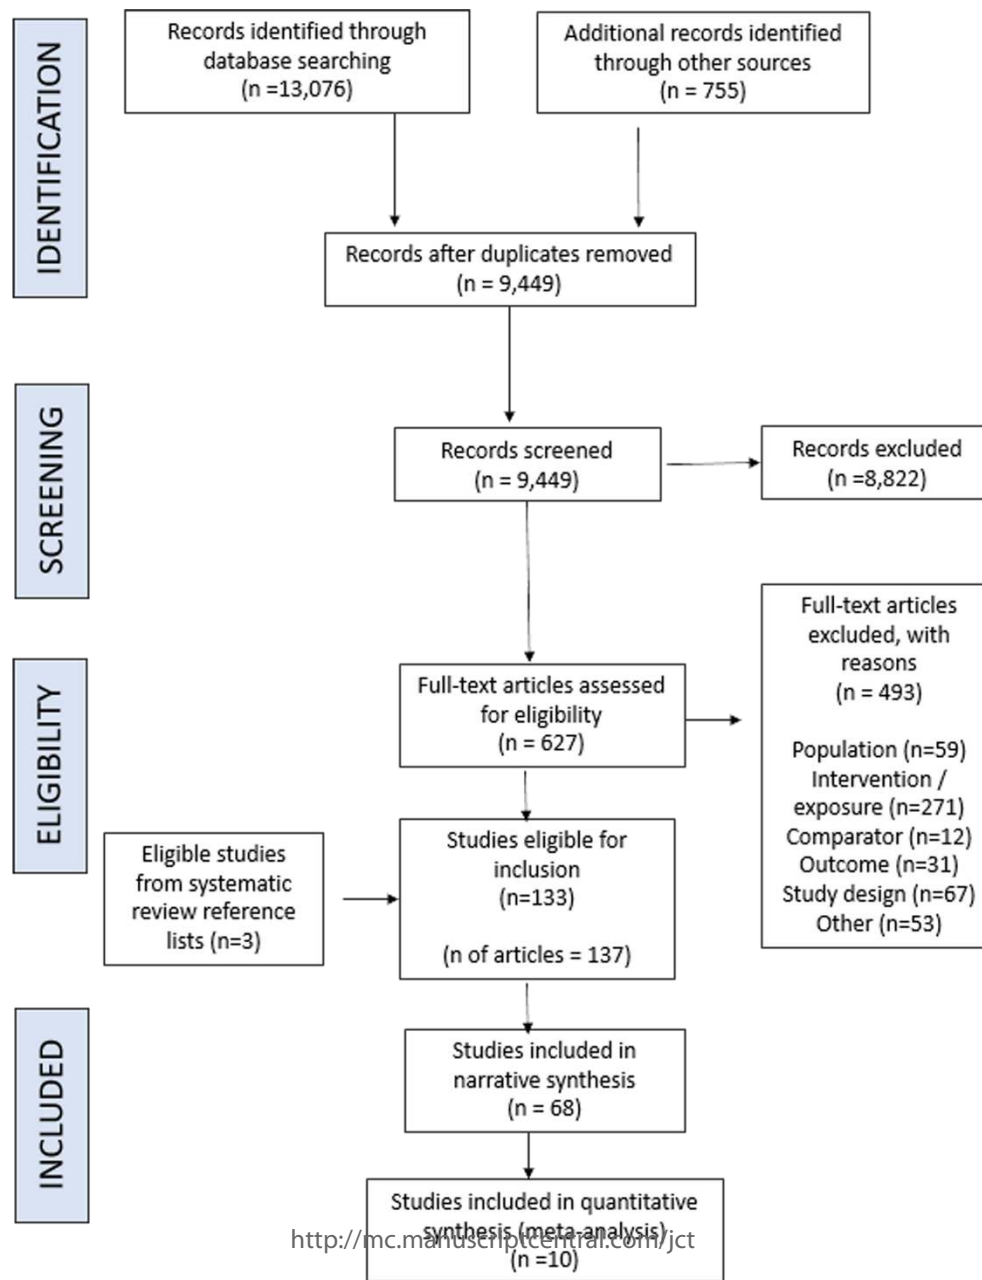 IDENTIFICATION
Records identified through
database searching
(n =13,076)
Additional records identified
through other sources
(n = 755)
Records after duplicates removed
(n = 9,449)
SCREENING
Records screened
(n = 9,449)
Records excluded
(n =8,822)
ELIGIBILITY
Full-text articles assessed
for eligibility
(n = 627)
Full-text articles
excluded, with
reasons
(n = 493)
Population (n=59)
Intervention /
exposure (n=271)
Comparator (n=12)
Outcome (n=31)
Study design (n=67)
Other (n=53)
Eligible studies
from systematic
review reference
lists (n=3)
Studies eligible for
inclusion
(n=133)
(n of articles = 137)
INCLUDED
Studies included in
narrative synthesis
(n = 68)
Studies included in quantitative
synthesis (meta-analysis)
http://mc.manuscriptcentral.com/jct
(n =10)